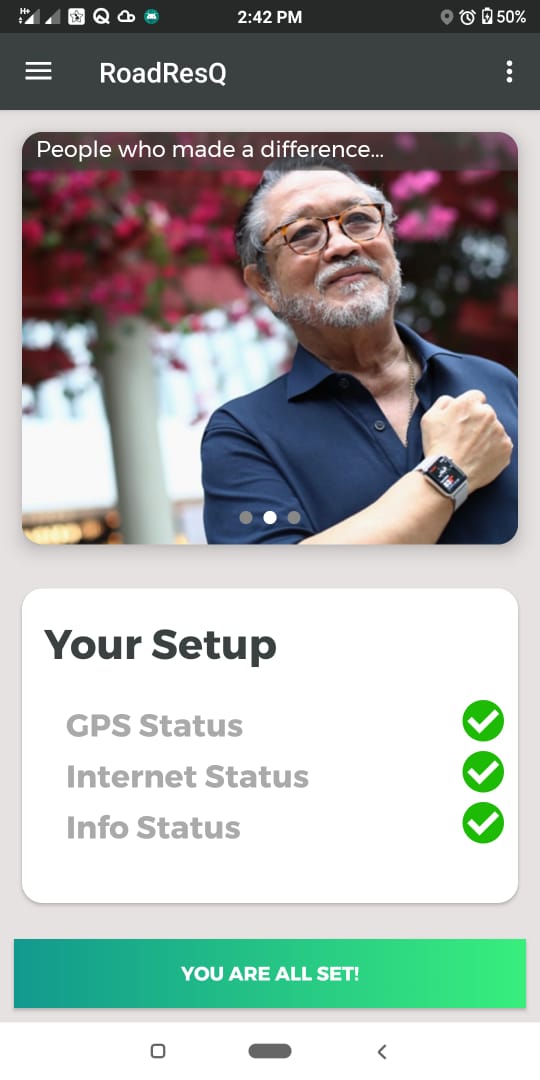 H+
2:42 PM
50%
RoadResQ
People who made a difference...
Your Setup
GPS Status
Internet Status
Info Status
YOU ARE ALL SET!